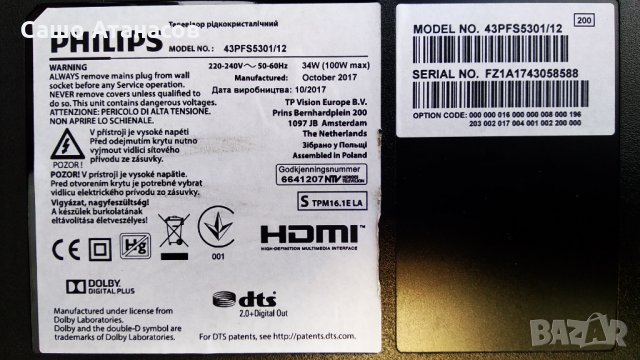 Телевізор рідкокристалічний
PHILIPS
MODEL NO.: 43PFS5301/12
WARNING
ALWAYS remove mains plug from wall
socket before any Service operation.
NEVER remove covers unless qualified to
do so.This unit contains dangerous voltages.
ATTENZIONE: PERICOLO DI ALTA TENSIONE,
NON APRIRE LO SCHIENALE.
220-240V~ 50-60Hz
34W (100W max)
Manufactured: October 2017
Дата виробництва: 10/2017
TP Vision Europe B.V.
Prins Bernhardplein 200
1097 JB Amsterdam
The Netherlands
Зібрано у Польщі
Assembled in Poland
V přístroji je vysoké napětí
Před odejmutím krytu nutno
vidlici síťového
přívodu ze zásuvky.
POZOR!
POZOR! V přístroji je vysoké napätie.
Pred otvorením krytu je potrebné vybrat
vidlicu elektrického prívodu zo zásuvky.
Vigyázat, nagyfeszültség!
A készülek burkolatának
eltávolítása életveszélyes!
Godkjenningsnummer
6641207 NTV
S TPM16.1E LA
CE
Hg
001
HDMI
HIGH-DEFINITION MULTIMEDIA INTERFACE
DOLBY
DIGITAL PLUS
Manufactured under license from
Dolby Laboratories.
Dolby and the double-D symbol are
trademarks of Dolby Laboratories.
dts
2.0+Digital Out
For DTS patents, see http://patents.dts.com.
200
MODEL NO.: 43PFS5301/12
SERIAL NO.: FZ1A1743058588
OPTION CODE: 000 000 016 000 000 008 000 196
203 002 017 004 001 002 200 000
БАZАР
bazar.bg